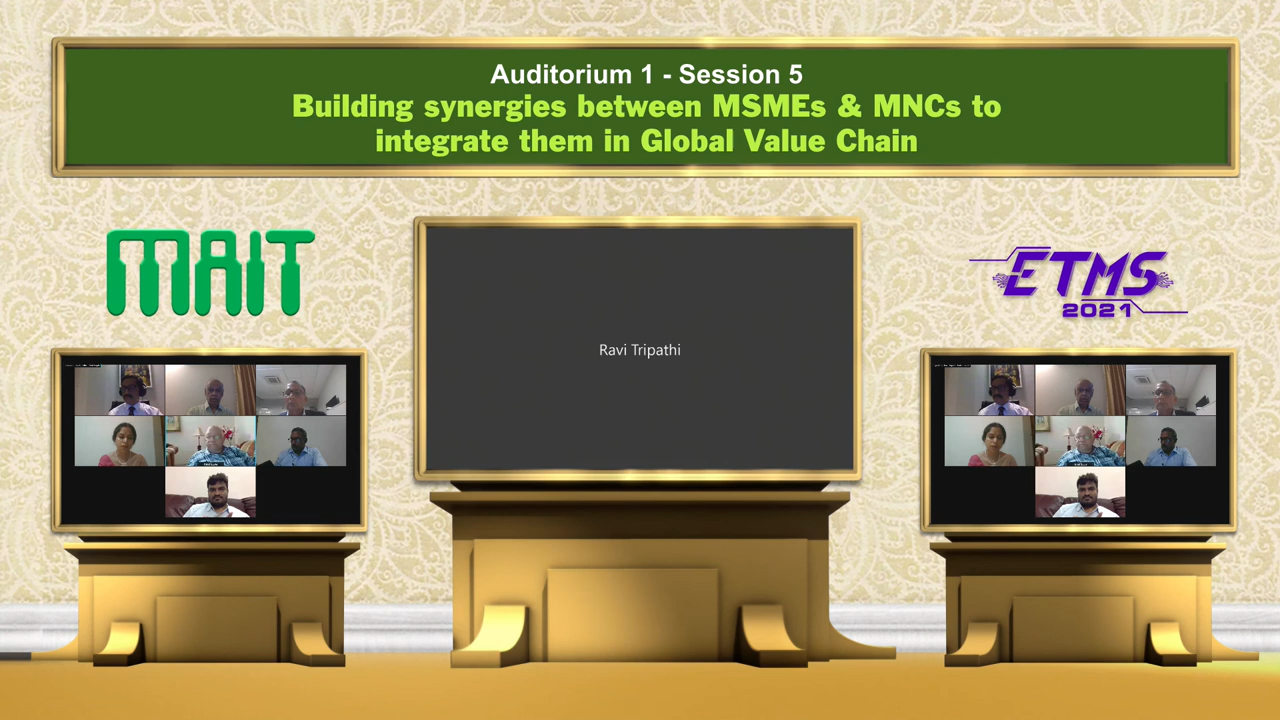 Auditorium 1 - Session 5
Building synergies between MSMEs & MNCs to
integrate them in Global Value Chain
MAIT
ETMS
2021
Ravi Tripathi